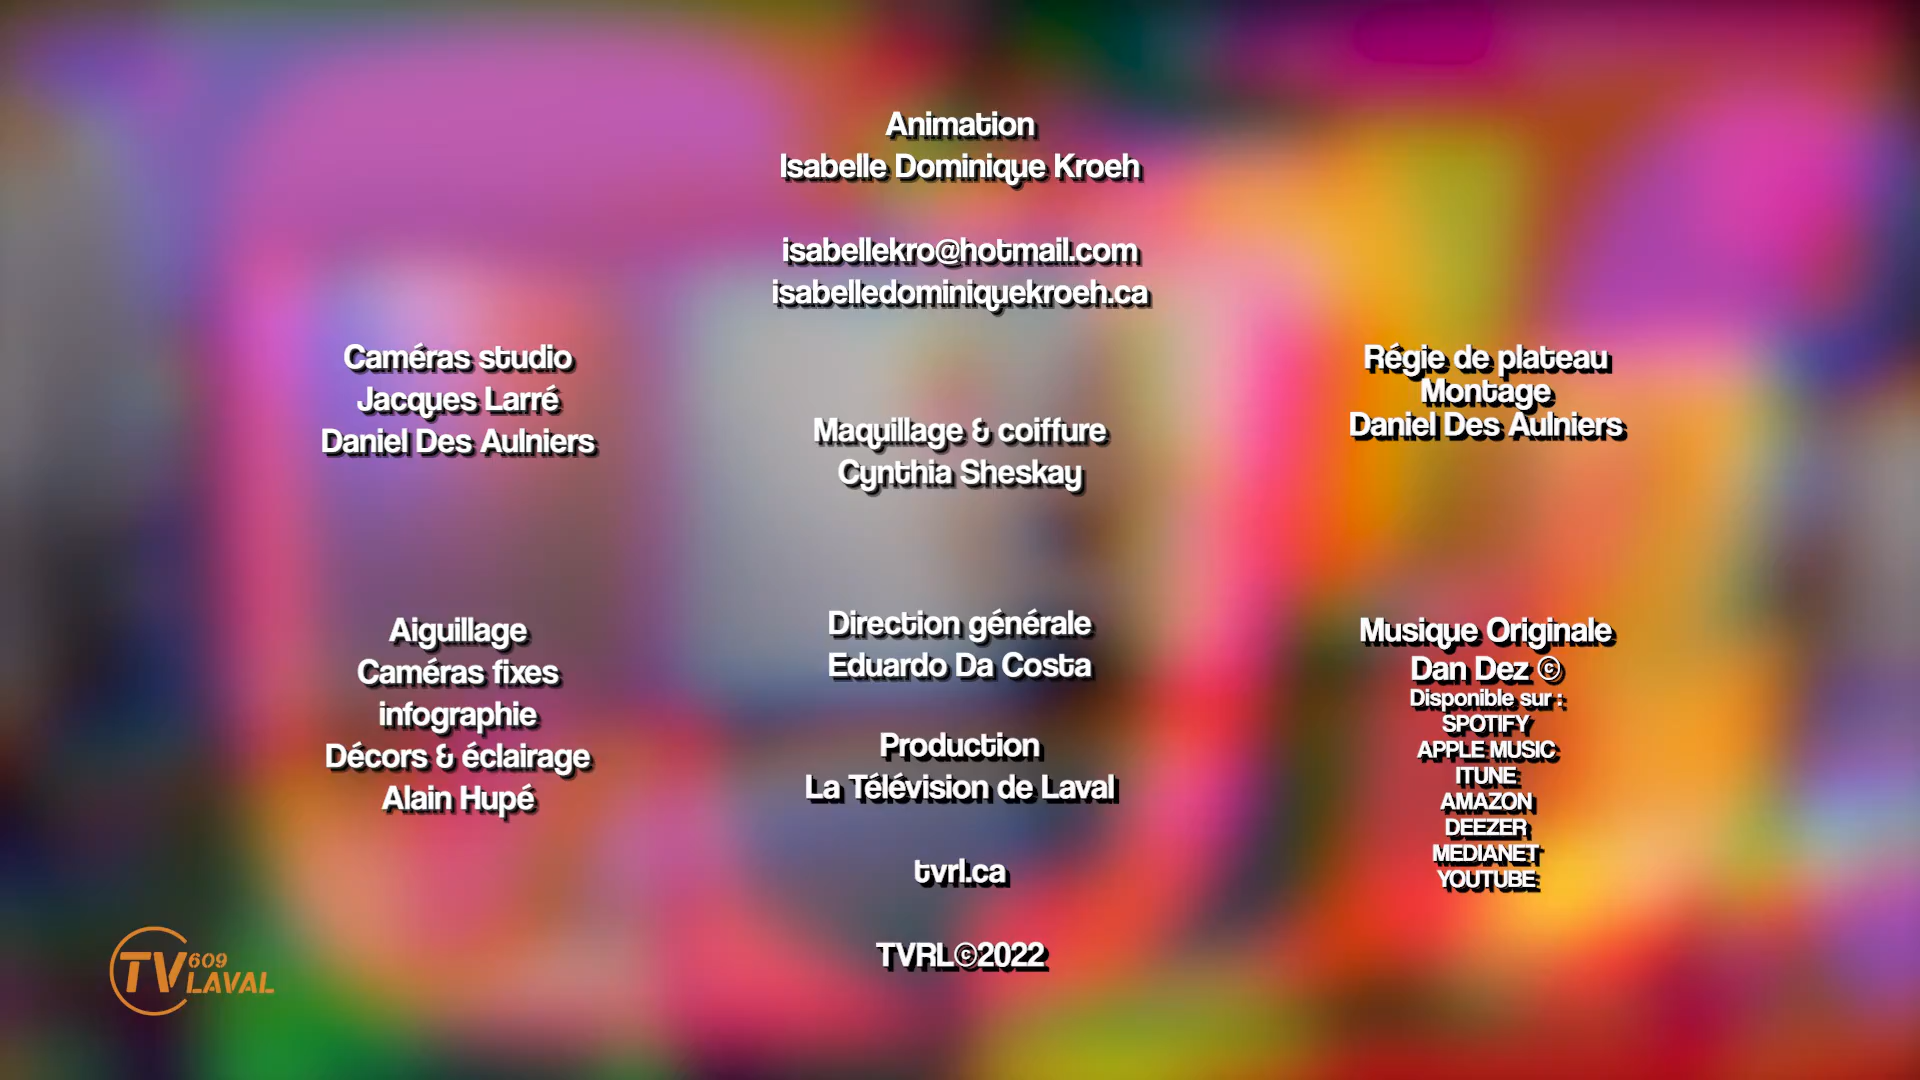 Animation
Isabelle Dominique Kroeh
isabellekro@hotmail.com
isabelledominiquekroeh.ca
Caméras studio
Jacques Larré
Daniel Des Aulniers
Maquillage & coiffure
Cynthia Sheskay
Régie de plateau
Montage
Daniel Des Aulniers
Aiguillage
Caméras fixes
infographie
Décors & éclairage
Alain Hupé
Direction générale
Eduardo Da Costa
Production
La Télévision de Laval
tvrl.ca
TVRL©2022
Musique Originale
Dan Dez ©
Disponible sur :
SPOTIFY
APPLE MUSIC
ITUNE
AMAZON
DEEZER
MEDIANET
YOUTUBE
TV 609
LAVAL